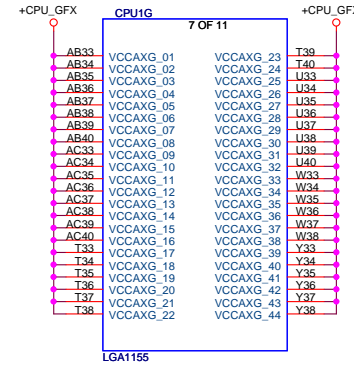 +CPU_GFX CPU1G +CPU_GFX
7 OF 11
AB33 VCCAXG_01 VCCAXG_23 T39
AB34 VCCAXG_02 VCCAXG_24 T40
AB35 VCCAXG_03 VCCAXG_25 U33
AB36 VCCAXG_04 VCCAXG_26 U34
AB37 VCCAXG_05 VCCAXG_27 U35
AB38 VCCAXG_06 VCCAXG_28 U36
AB39 VCCAXG_07 VCCAXG_29 U37
AB40 VCCAXG_08 VCCAXG_30 U38
AC33 VCCAXG_09 VCCAXG_31 U39
AC34 VCCAXG_10 VCCAXG_32 U40
AC35 VCCAXG_11 VCCAXG_33 W33
AC36 VCCAXG_12 VCCAXG_34 W34
AC37 VCCAXG_13 VCCAXG_35 W35
AC38 VCCAXG_14 VCCAXG_36 W36
AC39 VCCAXG_15 VCCAXG_37 W37
AC40 VCCAXG_16 VCCAXG_38 W38
T33 VCCAXG_17 VCCAXG_39 Y33
T34 VCCAXG_18 VCCAXG_40 Y34
T35 VCCAXG_19 VCCAXG_41 Y35
T36 VCCAXG_20 VCCAXG_42 Y36
T37 VCCAXG_21 VCCAXG_43 Y37
T38 VCCAXG_22 VCCAXG_44 Y38
LGA1155